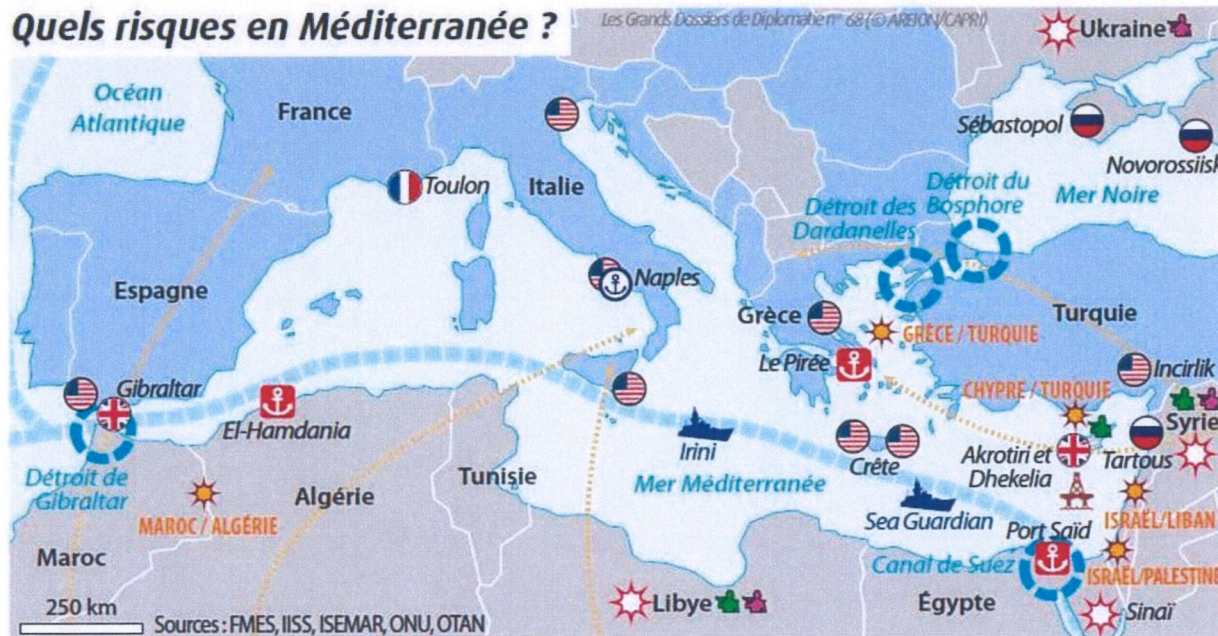 Quels risques en Méditerranée ?
Les Grands Dossiers de Diplomatie n° 68 (© AREION/CAPRI)
Ukraine
Océan
Atlantique
France
Sébastopol
Novorossiisk
Toulon
Italie
Détroit du
Bosphore
Mer Noire
Détroit des
Dardanelles
Espagne
Naples
Grèce
Turquie
GRÈCE / TURQUIE
Le Pirée
Incirlik
Gibraltar
CHYPRE / TURQUIE
El-Hamdania
Syrie
Irini
Crête
Akrotiri et
Dhekelia
Tartous
Détroit de
Gibraltar
Tunisie
Mer Méditerranée
Algérie
MAROC / ALGÉRIE
Sea Guardian
ISRAËL/LIBAN
Port Saïd
Maroc
Canal de Suez
ISRAËL/PALESTINE
250 km
Libye
Égypte
Sinaï
Sources : FMES, IISS, ISEMAR, ONU, OTAN